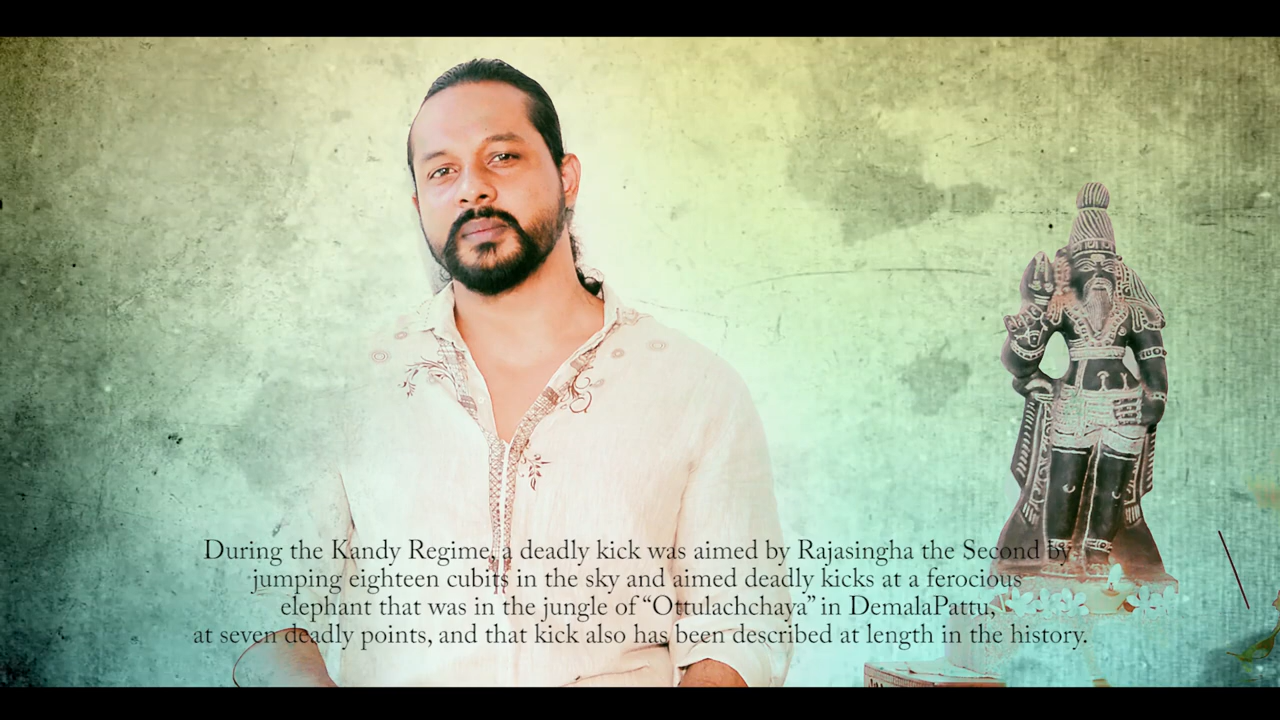 During the Kandy Regime, a deadly kick was aimed by Rajasingha the Second by
jumping eighteen cubits in the sky and aimed deadly kicks at a ferocious
elephant that was in the jungle of “Ottulachchaya” in DemalaPattu,
at seven deadly points, and that kick also has been described at length in the history.